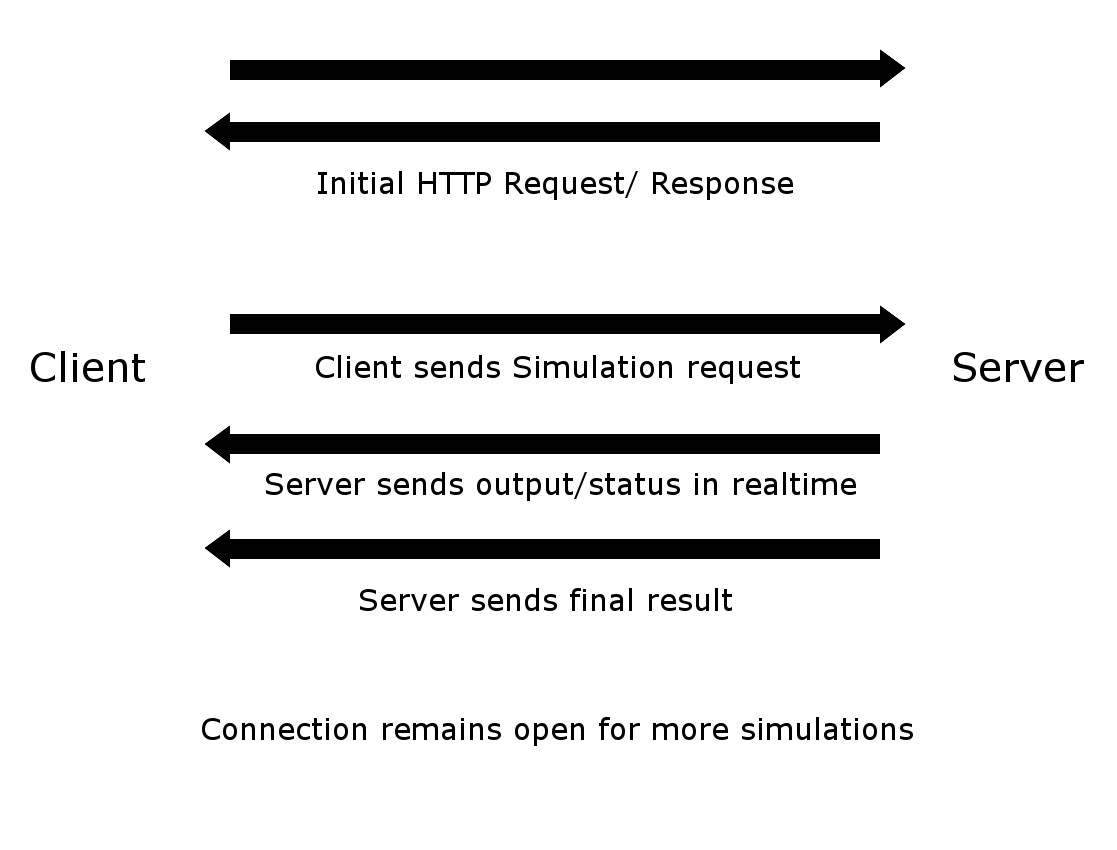 Initial HTTP Request/ Response
Client
Client sends Simulation request
Server
Server sends output/status in realtime
Server sends final result
Connection remains open for more simulations